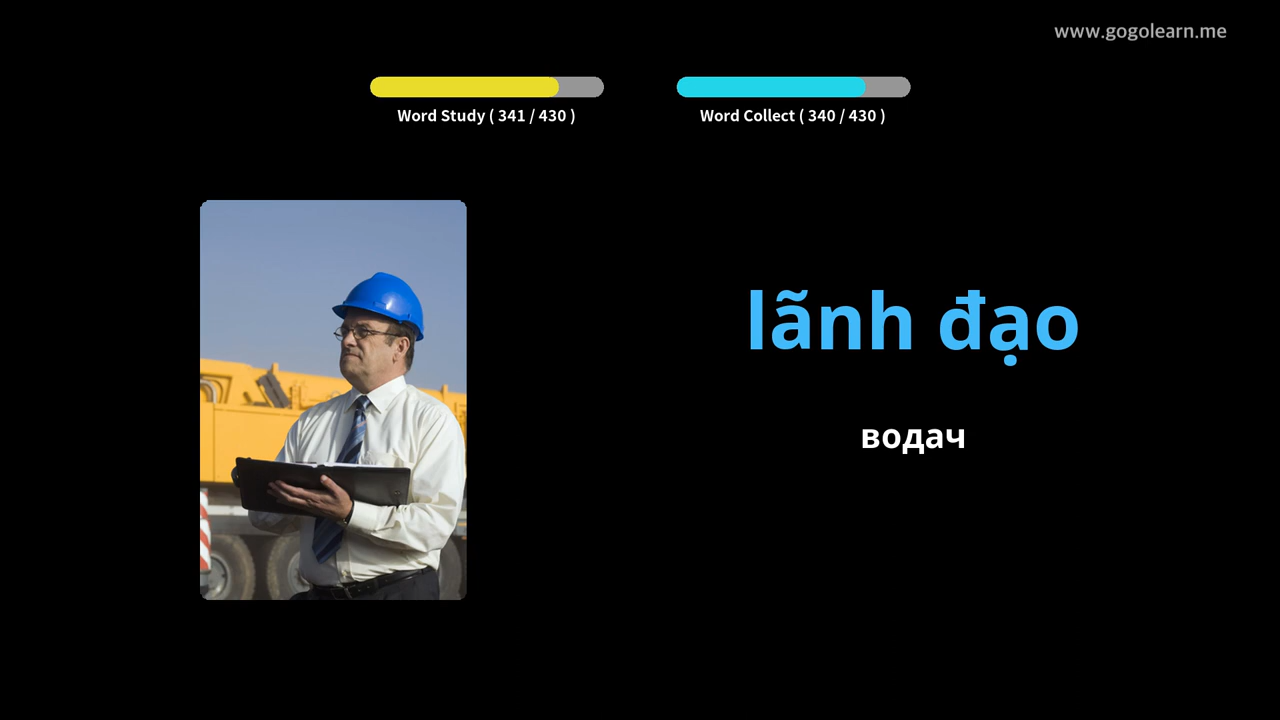 www.gogolearn.me
Word Study ( 341 / 430 )
Word Collect ( 340 / 430 )
lãnh đạo
водач